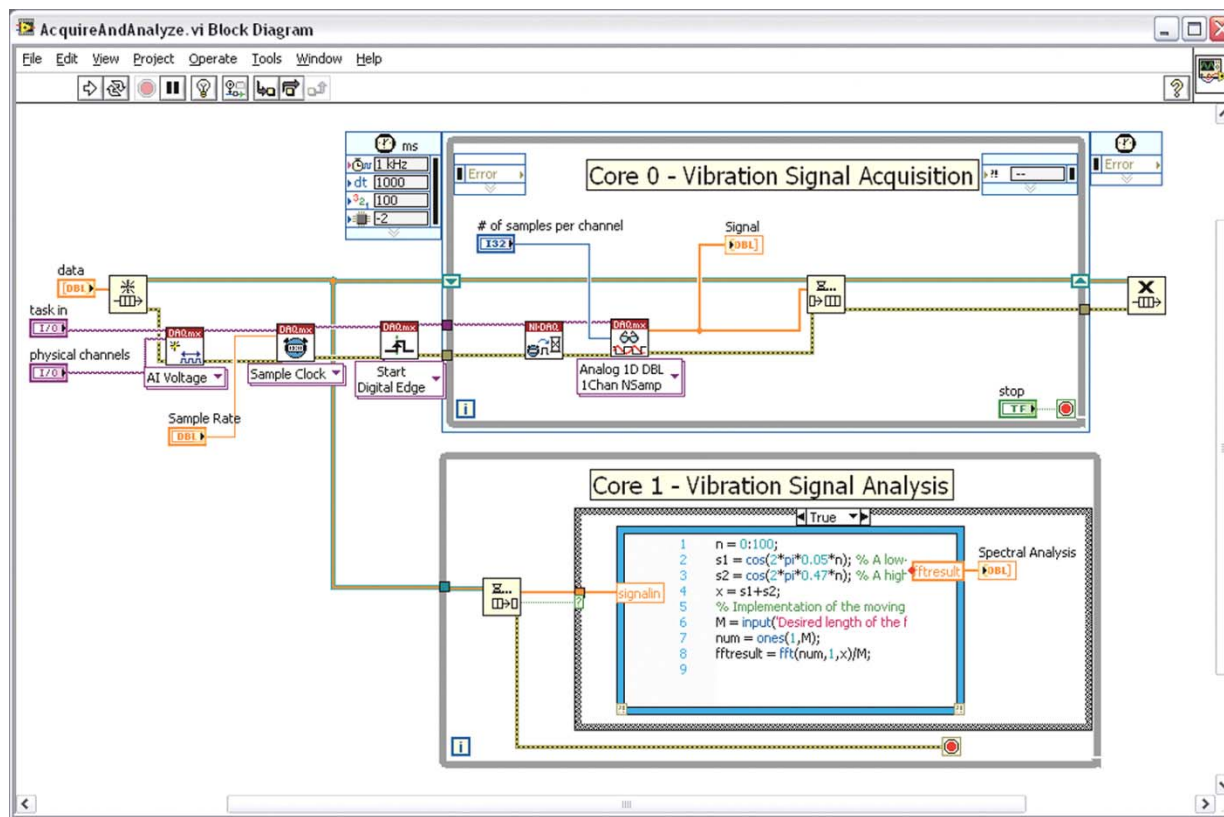 AcquireAndAnalyze.vi Block Diagram
File Edit View Project Operate Tools Window Help
ms
1 kHz
dt 1000
100
-2
Error
Core 0 - Vibration Signal Acquisition
--
Error
# of samples per channel
I32
Signal
[DBL]
data
[DBL]
task in
I/O
physical channels
I/O
DAQmx
AI Voltage
DAQmx
Sample Clock
DAQmx
Start
Digital Edge
NI-DAQ
DAQmx
Analog 1D DBL
1Chan NSamp
Sample Rate
DBL
i
stop
TF
Core 1 - Vibration Signal Analysis
True
signalin
1 n = 0:100;
2 s1 = cos(2*pi*0.05*n); % A low-
3 s2 = cos(2*pi*0.47*n); % A high
4 x = s1+s2;
5 % Implementation of the moving
6 M = input('Desired length of the f
7 num = ones(1,M);
8 fftresult = fft(num,1,x)/M;
9
ftresult
Spectral Analysis
[DBL]
i